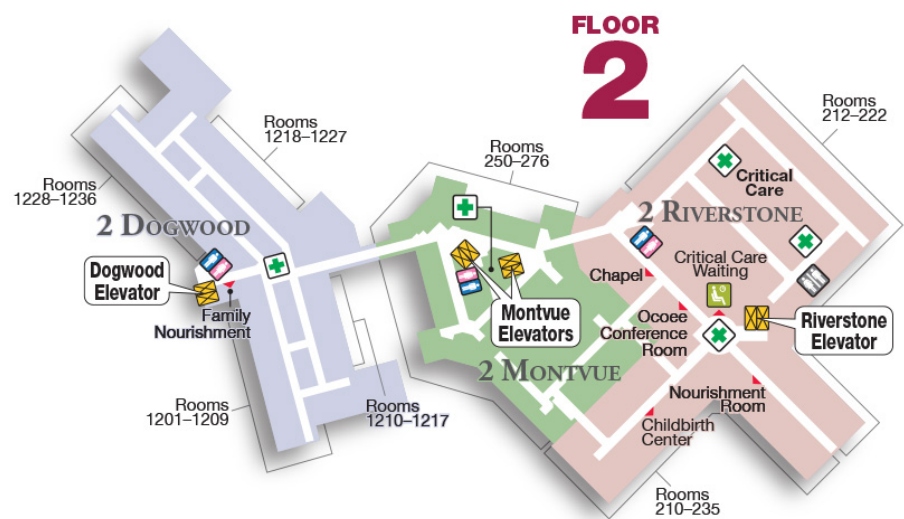 FLOOR
2
Rooms
1218–1227
Rooms
212–222
Rooms
250–276
Rooms
1228–1236
Critical
Care
2 DOGWOOD
2 RIVERSTONE
Dogwood
Elevator
Chapel
Critical Care
Waiting
Family
Nourishment
Montvue
Elevators
Ocoee
Conference
Room
Riverstone
Elevator
2 MONTVUE
Rooms
1201–1209
Rooms
1210–1217
Nourishment
Room
Childbirth
Center
Rooms
210–235